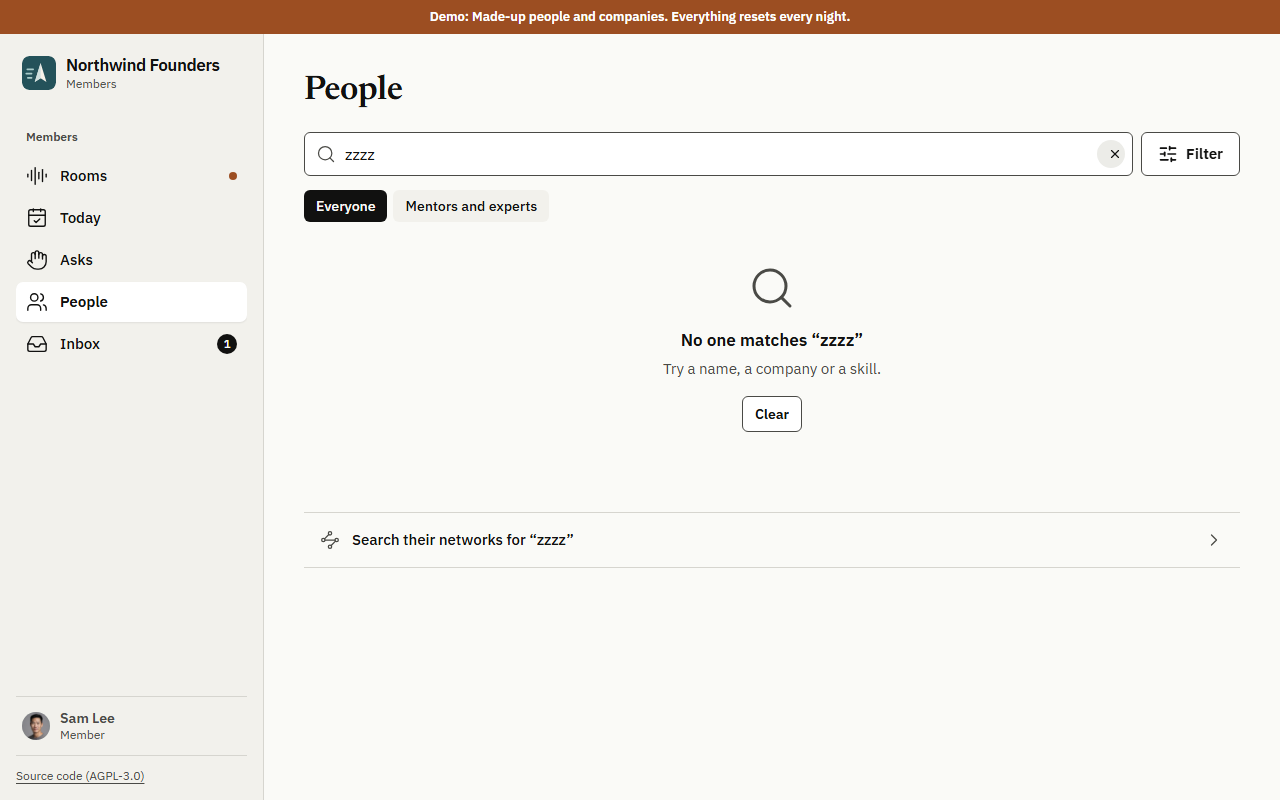 Demo: Made-up people and companies. Everything resets every night.
Northwind Founders
Members
Members
Rooms
Today
Asks
People
Inbox
1
Sam Lee
Member
Source code (AGPL-3.0)
People
zzzz
Filter
Everyone
Mentors and experts
No one matches “zzzz”
Try a name, a company or a skill.
Clear
Search their networks for “zzzz”